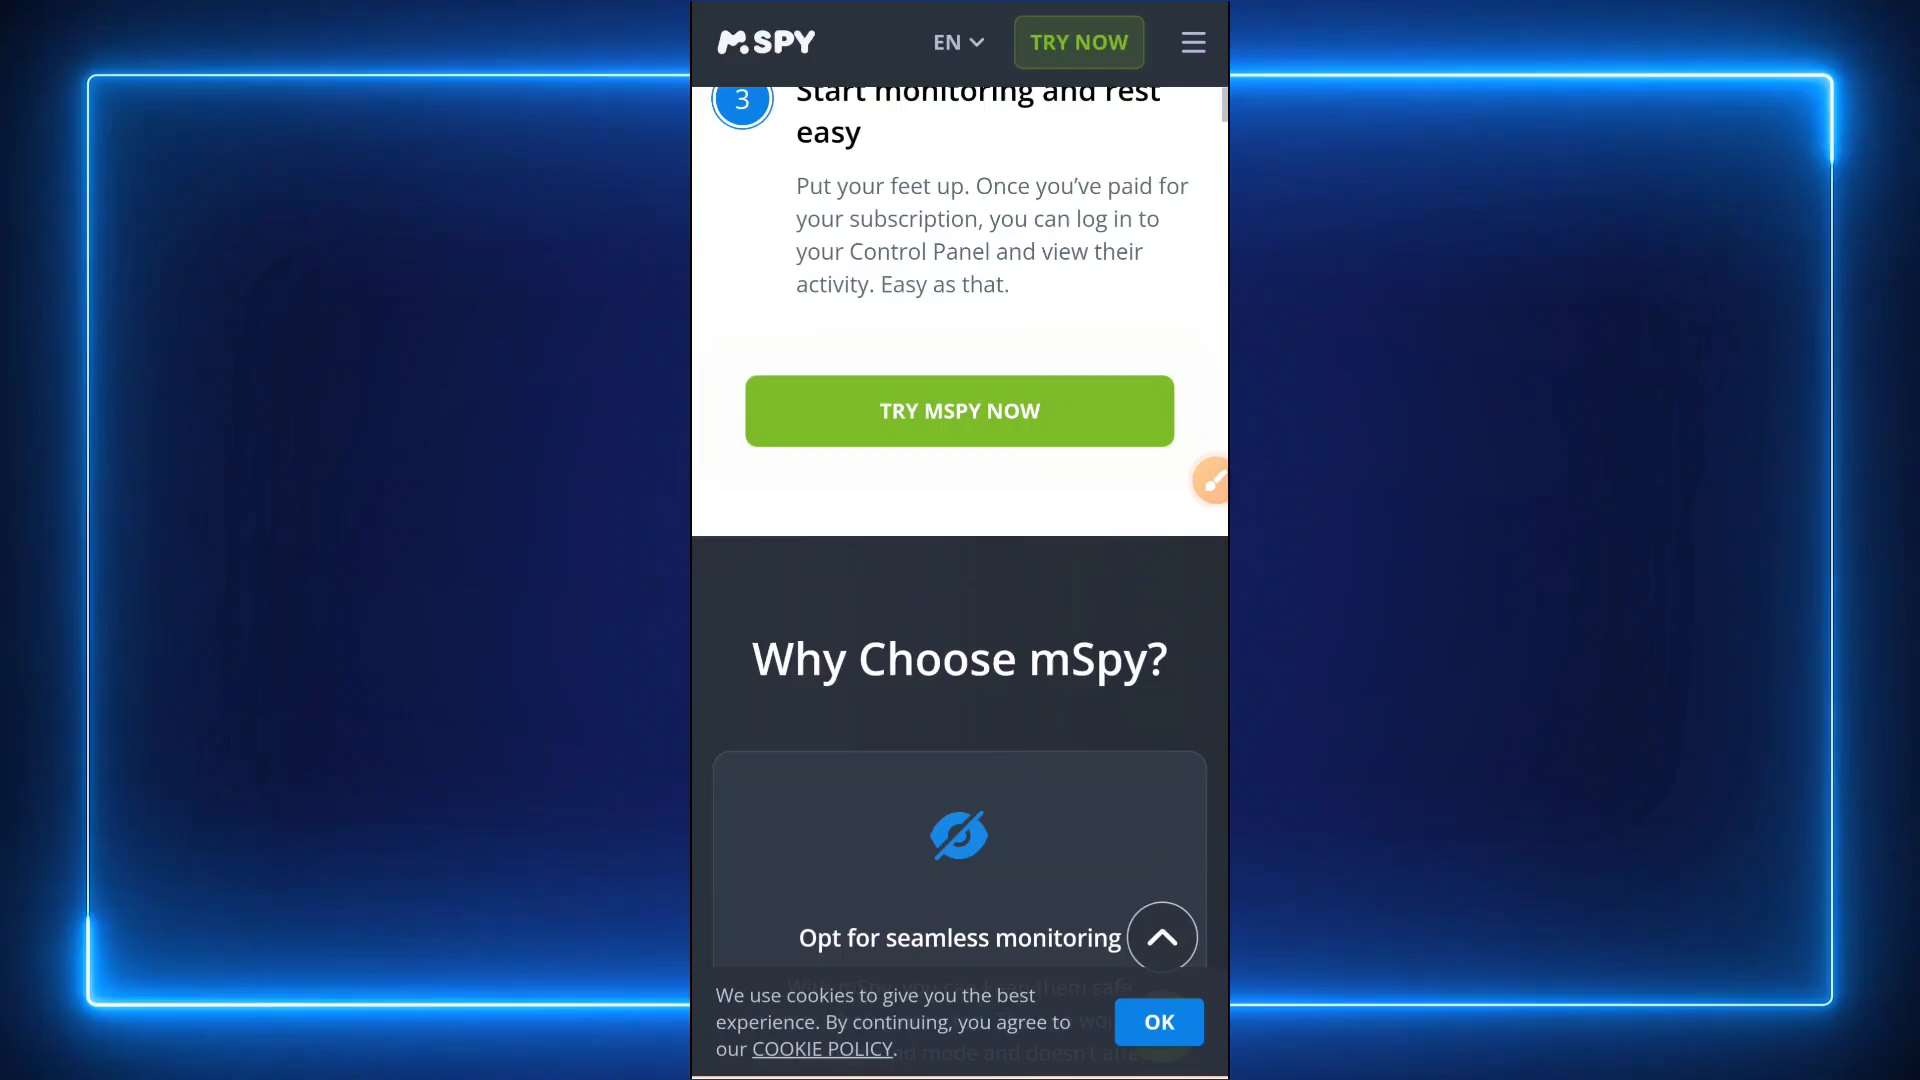 mSPY
EN
TRY NOW
3
Start monitoring and rest
easy
Put your feet up. Once you’ve paid for
your subscription, you can log in to
your Control Panel and view their
activity. Easy as that.
TRY MSPY NOW
Why Choose mSpy?
Opt for seamless monitoring
We use cookies to give you the best
experience. By continuing, you agree to
our COOKIE POLICY.
OK